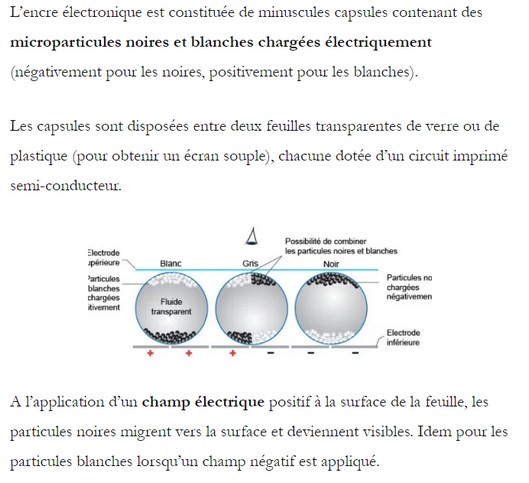 L’encre électronique est constituée de minuscules capsules contenant des
microparticules noires et blanches chargées électriquement
(négativement pour les noires, positivement pour les blanches).
Les capsules sont disposées entre deux feuilles transparentes de verre ou de
plastique (pour obtenir un écran souple), chacune dotée d’un circuit imprimé
semi-conducteur.
Electrode
upérieure
Blanc
Gris
Possibilité de combiner
les particules noires et blanches
Noir
Particules
blanches
chargées
itivement
Fluide
transparent
Particules no
chargées
négativemen
Electrode
inférieure
+ + + – – –
A l’application d’un champ électrique positif à la surface de la feuille, les
particules noires migrent vers la surface et deviennent visibles. Idem pour les
particules blanches lorsqu’un champ négatif est appliqué.